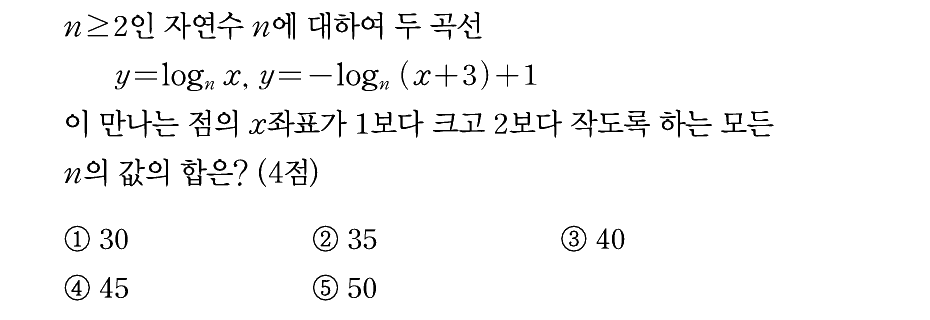 n≥2인 자연수 n에 대하여 두 곡선
y=logₙ x, y=−logₙ (x+3)+1
이 만나는 점의 x좌표가 1보다 크고 2보다 작도록 하는 모든
n의 값의 합은? (4점)
① 30 ② 35 ③ 40
④ 45 ⑤ 50